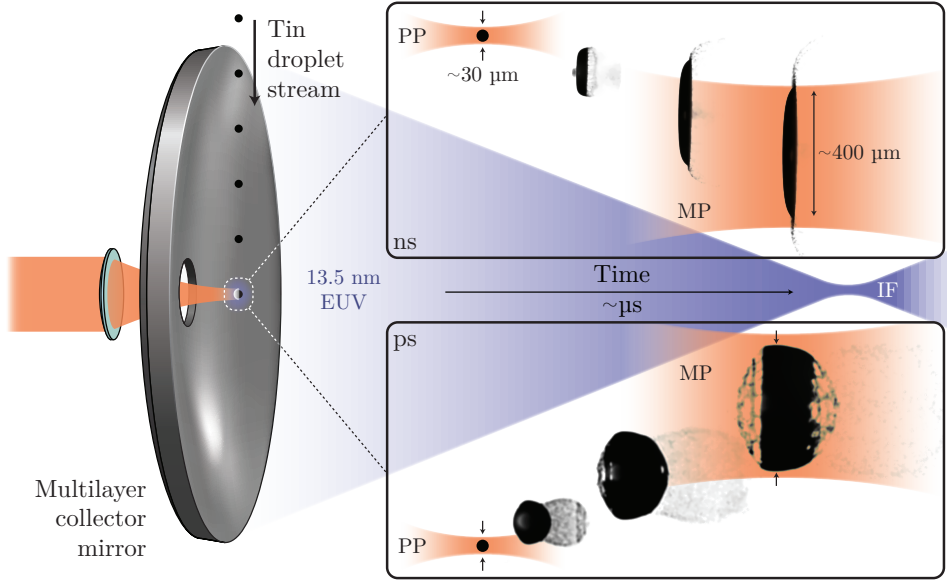 Tin
droplet
stream
PP
~30 µm
~400 µm
MP
ns
13.5 nm
EUV
Time
~µs
IF
ps
MP
PP
Multilayer
collector
mirror